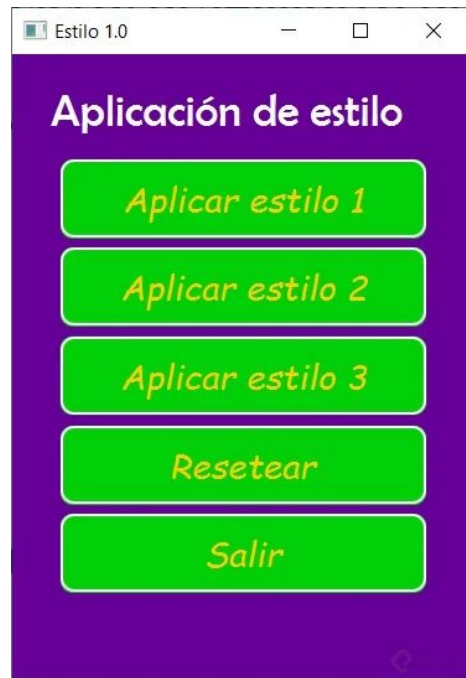 Estilo 1.0
Aplicación de estilo
Aplicar estilo 1
Aplicar estilo 2
Aplicar estilo 3
Resetear
Salir